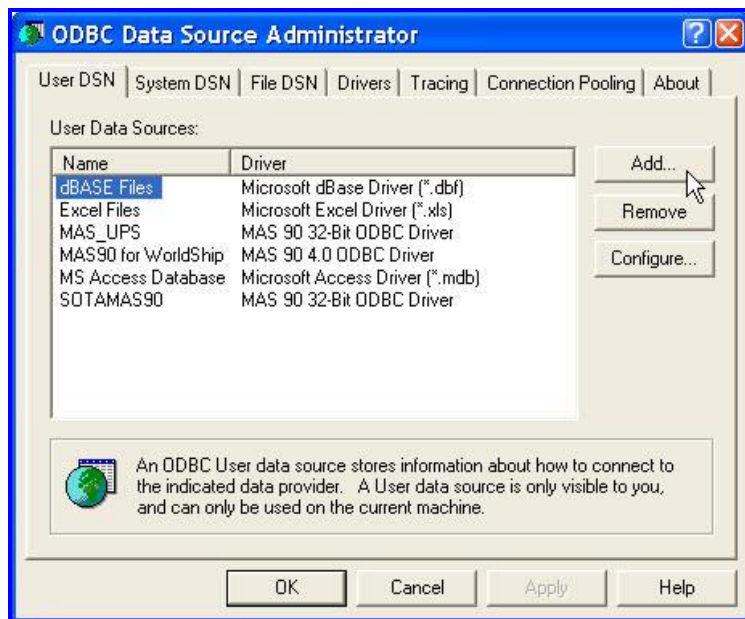 ODBC Data Source Administrator
User DSN System DSN File DSN Drivers Tracing Connection Pooling About
User Data Sources:
Name Driver
dBASE Files Microsoft dBase Driver (*.dbf)
Excel Files Microsoft Excel Driver (*.xls)
MAS_UPS MAS 90 32-Bit ODBC Driver
MAS90 for WorldShip MAS 90 4.0 ODBC Driver
MS Access Database Microsoft Access Driver (*.mdb)
SOTAMAS90 MAS 90 32-Bit ODBC Driver
Add...
Remove
Configure...
An ODBC User data source stores information about how to connect to
the indicated data provider. A User data source is only visible to you,
and can only be used on the current machine.
OK Cancel Apply Help